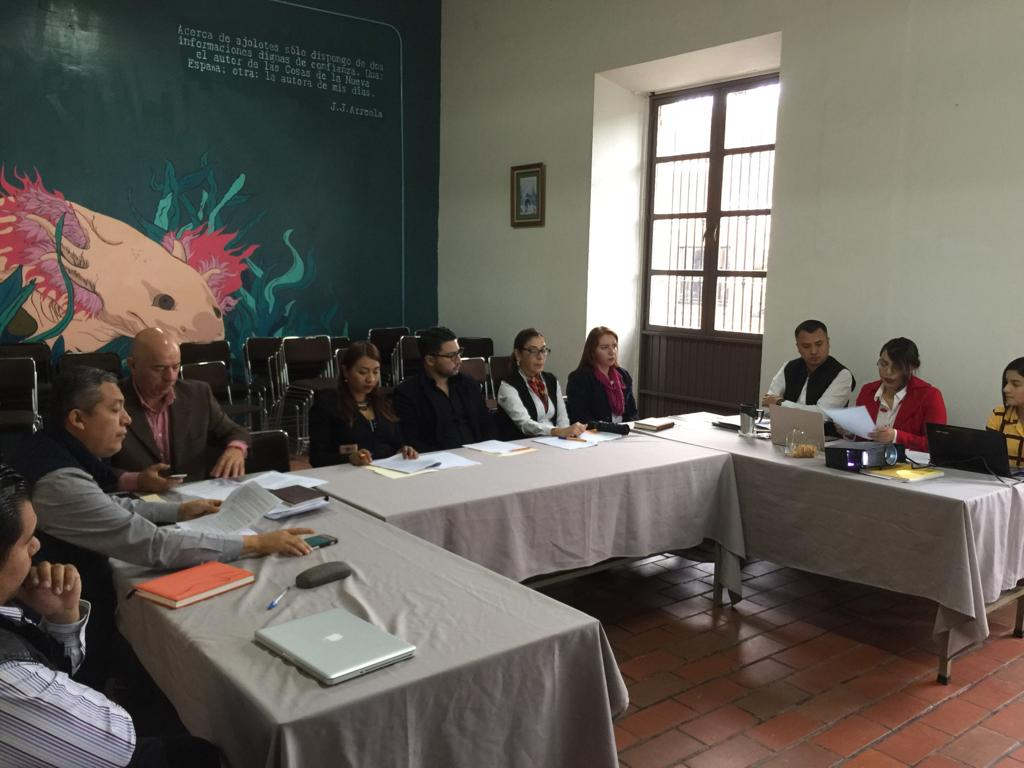 Acerca de ajolotes sólo dispongo de dos
informaciones dignas de confianza. Una:
el autor de las Cosas de la Nueva
España; otra: la autora de mis días.
J.J.Arreola